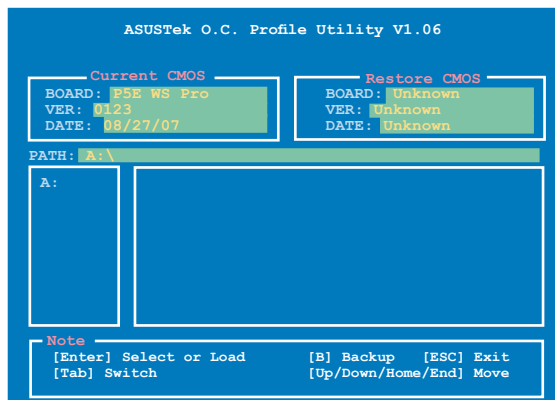 ASUSTek O.C. Profile Utility V1.06
Current CMOS
BOARD: P5E WS Pro
VER: 0123
DATE: 08/27/07
Restore CMOS
BOARD: Unknown
VER: Unknown
DATE: Unknown
PATH: A:\
A:
Note
[Enter] Select or Load [B] Backup [ESC] Exit
[Tab] Switch [Up/Down/Home/End] Move